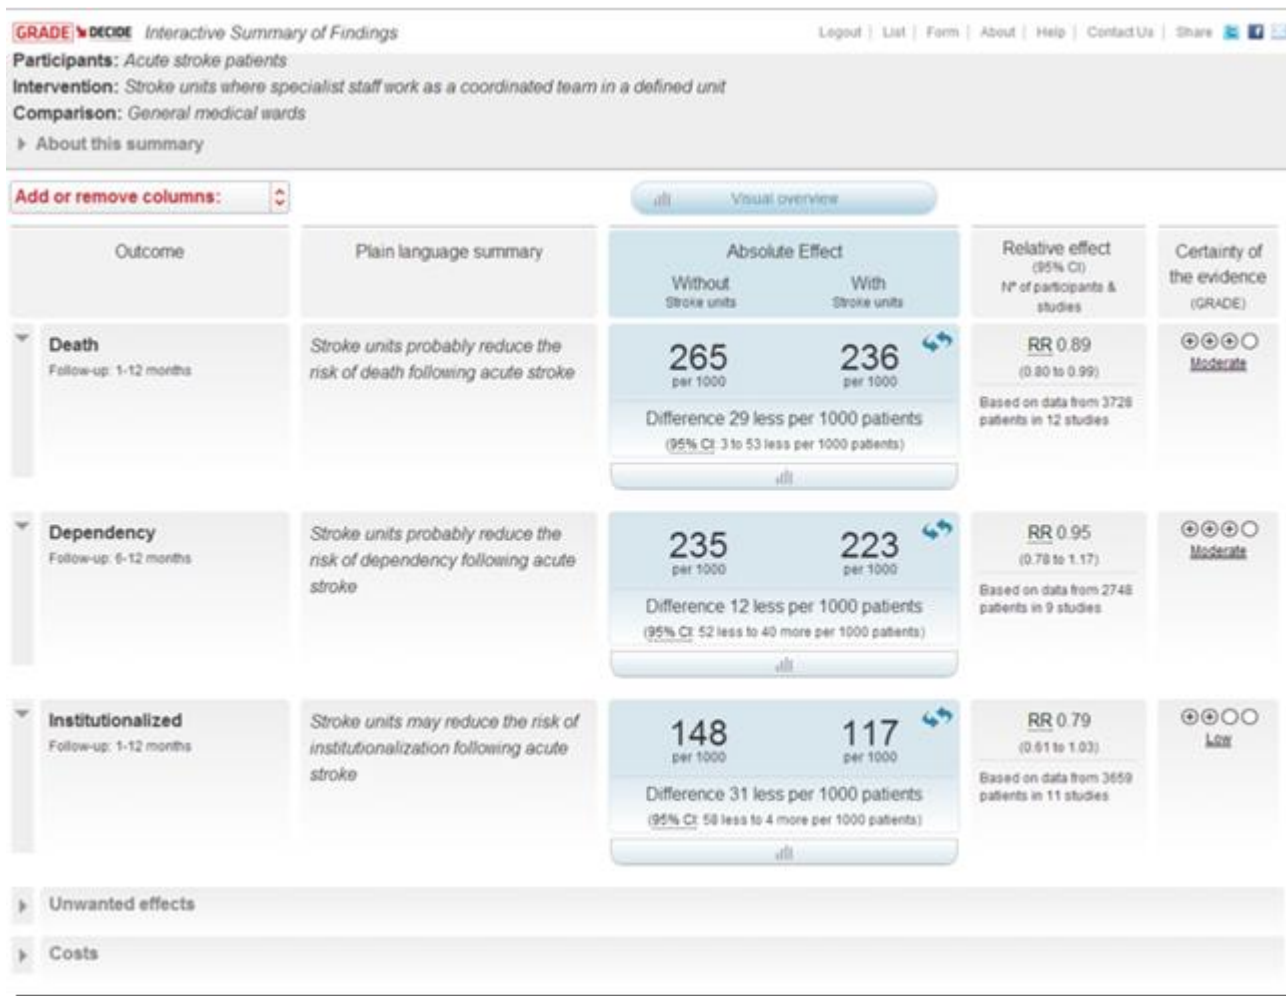 GRADE DECIDE Interactive Summary of Findings
Logout | List | Form | About | Help | Contact Us | Share
Participants: Acute stroke patients
Intervention: Stroke units where specialist staff work as a coordinated team in a defined unit
Comparison: General medical wards
About this summary
Add or remove columns:
Visual overview
Outcome
Plain language summary
Absolute Effect
Without
Stroke units
With
Stroke units
Relative effect
(95% CI)
Nº of participants &
studies
Certainty of
the evidence
(GRADE)
Death
Follow-up: 1-12 months
Stroke units probably reduce the
risk of death following acute stroke
265
per 1000
236
per 1000
Difference 29 less per 1000 patients
(95% CI: 3 to 53 less per 1000 patients)
RR 0.89
(0.80 to 0.99)
Based on data from 3728
patients in 12 studies
Moderate
Dependency
Follow-up: 6-12 months
Stroke units probably reduce the
risk of dependency following acute
stroke
235
per 1000
223
per 1000
Difference 12 less per 1000 patients
(95% CI: 52 less to 40 more per 1000 patients)
RR 0.95
(0.78 to 1.17)
Based on data from 2748
patients in 9 studies
Moderate
Institutionalized
Follow-up: 1-12 months
Stroke units may reduce the risk of
institutionalization following acute
stroke
148
per 1000
117
per 1000
Difference 31 less per 1000 patients
(95% CI: 58 less to 4 more per 1000 patients)
RR 0.79
(0.61 to 1.03)
Based on data from 3659
patients in 11 studies
Low
Unwanted effects
Costs